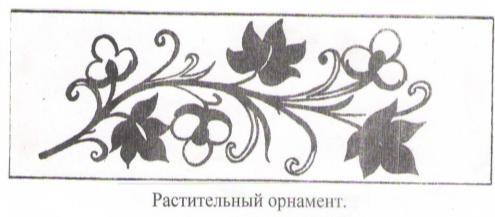 Растительный орнамент.